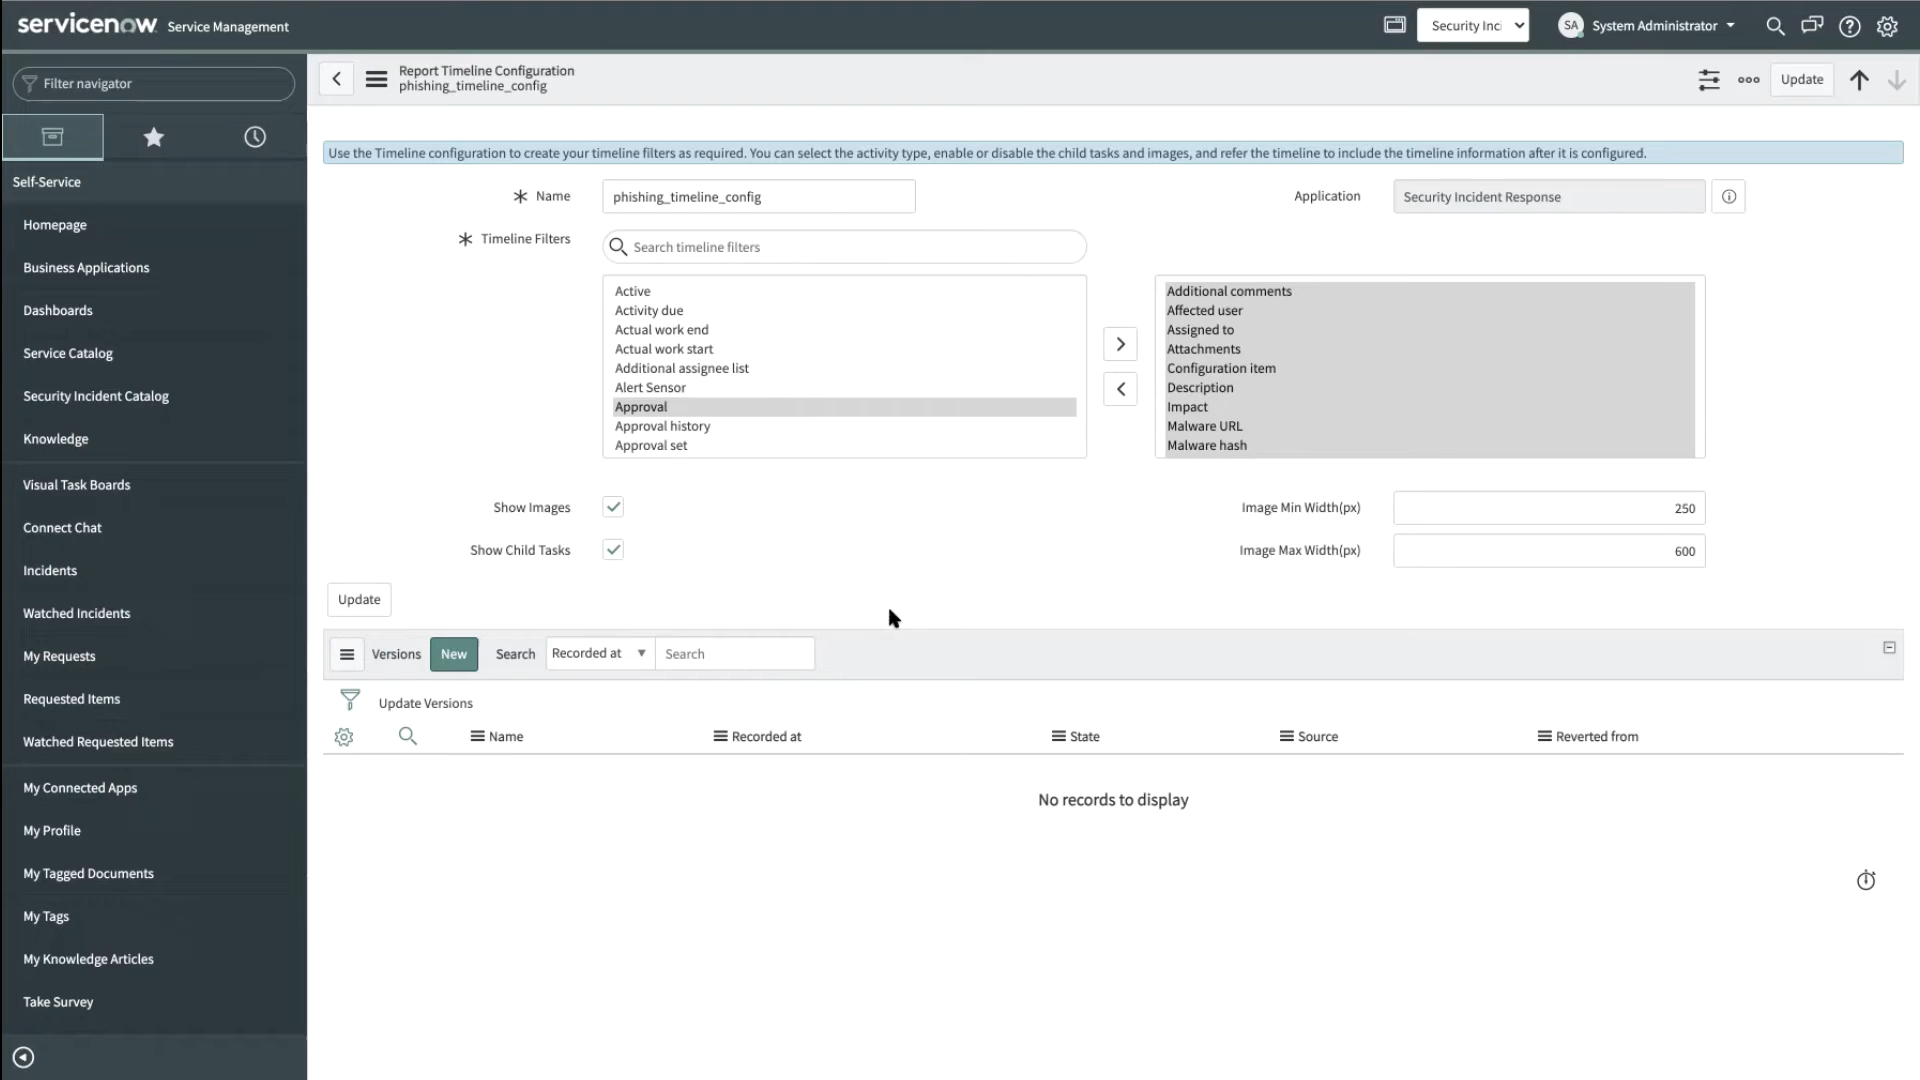 servicenow Service Management
Security Inci
SA System Administrator
Filter navigator
Self-Service
Homepage
Business Applications
Dashboards
Service Catalog
Security Incident Catalog
Knowledge
Visual Task Boards
Connect Chat
Incidents
Watched Incidents
My Requests
Requested Items
Watched Requested Items
My Connected Apps
My Profile
My Tagged Documents
My Tags
My Knowledge Articles
Take Survey
Report Timeline Configuration
phishing_timeline_config
Update
Use the Timeline configuration to create your timeline filters as required. You can select the activity type, enable or disable the child tasks and images, and refer the timeline to include the timeline information after it is configured.
Name phishing_timeline_config
Application Security Incident Response
Timeline Filters Search timeline filters
Active
Activity due
Actual work end
Actual work start
Additional assignee list
Alert Sensor
Approval
Approval history
Approval set
Additional comments
Affected user
Assigned to
Attachments
Configuration item
Description
Impact
Malware URL
Malware hash
Show Images
Image Min Width(px) 250
Show Child Tasks
Image Max Width(px) 600
Update
Versions New Search Recorded at Search
Update Versions
Name Recorded at State Source Reverted from
No records to display